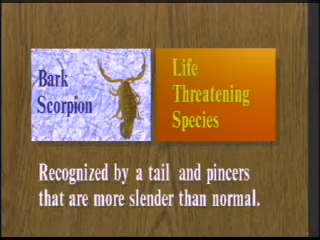 Bark
Scorpion
Life
Threatening
Species
Recognized by a tail and pincers
that are more slender than normal.